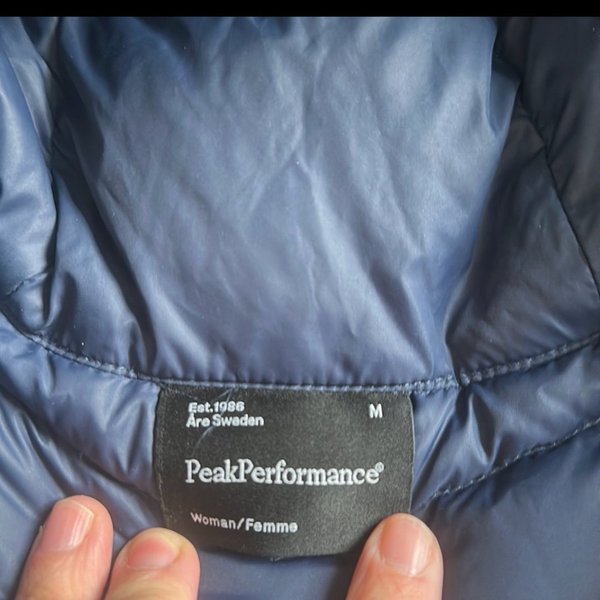 Est.1986
Åre Sweden
M
PeakPerformance®
Woman/Femme